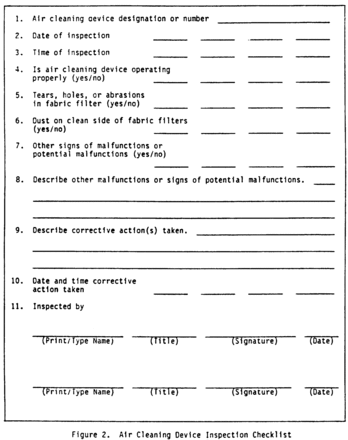 1. Air cleaning device designation or number
2. Date of inspection
3. Time of inspection
4. Is air cleaning device operating
properly (yes/no)
5. Tears, holes, or abrasions
in fabric filter (yes/no)
6. Dust on clean side of fabric filters
(yes/no)
7. Other signs of malfunctions or
potential malfunctions (yes/no)
8. Describe other malfunctions or signs of potential malfunctions.
9. Describe corrective action(s) taken.
10. Date and time corrective
action taken
11. Inspected by
(Print/Type Name) (Title) (Signature) (Date)
(Print/Type Name) (Title) (Signature) (Date)
Figure 2. Air Cleaning Device Inspection Checklist